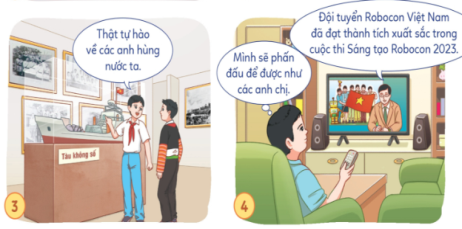 Thật tự hào
về các anh hùng
nước ta.
Tàu không số
3
Đội tuyển Robocon Việt Nam
đã đạt thành tích xuất sắc trong
cuộc thi Sáng tạo Robocon 2023.
Mình sẽ phấn
đấu để được như
các anh chị.
4